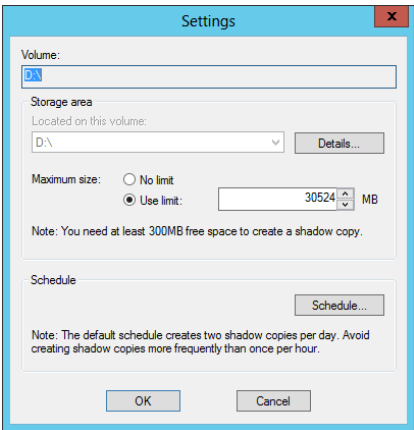 Settings
x
Volume:
D:\
Storage area
Located on this volume:
D:\
Details...
Maximum size:
No limit
Use limit:
30524
MB
Note: You need at least 300MB free space to create a shadow copy.
Schedule
Schedule...
Note: The default schedule creates two shadow copies per day. Avoid
creating shadow copies more frequently than once per hour.
OK
Cancel